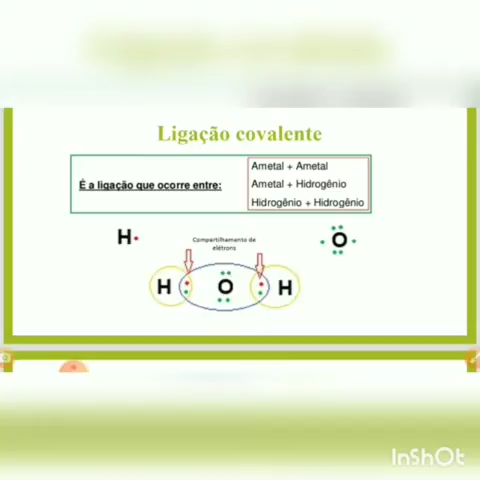 Ligação covalente
É a ligação que ocorre entre:
Ametal + Ametal
Ametal + Hidrogênio
Hidrogênio + Hidrogênio
H
Compartilhamento de
elétrons
O
H O H
InShOt